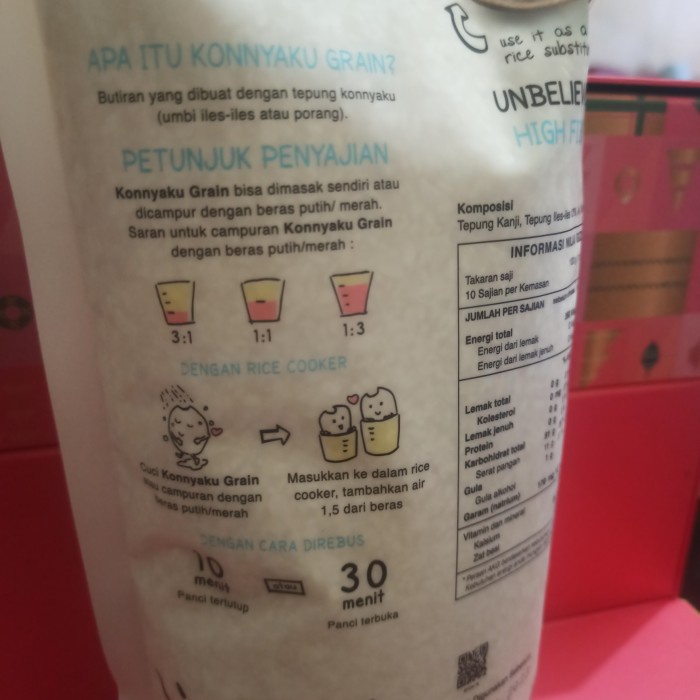 APA ITU KONNYAKU GRAIN?
Butiran yang dibuat dengan tepung konnyaku
(umbi iles-iles atau porang).
PETUNJUK PENYAJIAN
Konnyaku Grain bisa dimasak sendiri atau
dicampur dengan beras putih/ merah.
Saran untuk campuran Konnyaku Grain
dengan beras putih/merah :
3:1
1:1
1:3
DENGAN RICE COOKER
Cuci Konnyaku Grain
atau campuran dengan
beras putih/merah
Masukkan ke dalam rice
cooker, tambahkan air
1,5 dari beras
DENGAN CARA DIREBUS
10
menit
Panci tertutup
30
menit
Panci terbuka
use it as a
rice substitu
UNBELIE
HIGH FI
Komposisi
Tepung Kanji, Tepung Iles-iles
INFORMASI NILAI
Takaran saji
10 Sajian per Kemasan
JUMLAH PER SAJIAN
Energi total
Energi dari lemak
Energi dari lemak jenuh
Lemak total
Kolesterol
Lemak jenuh
Protein
Karbohidrat total
Serat pangan
Gula
Gula alkohol
Garam (natrium)
Vitamin dan mineral
Kalsium
Zat besi